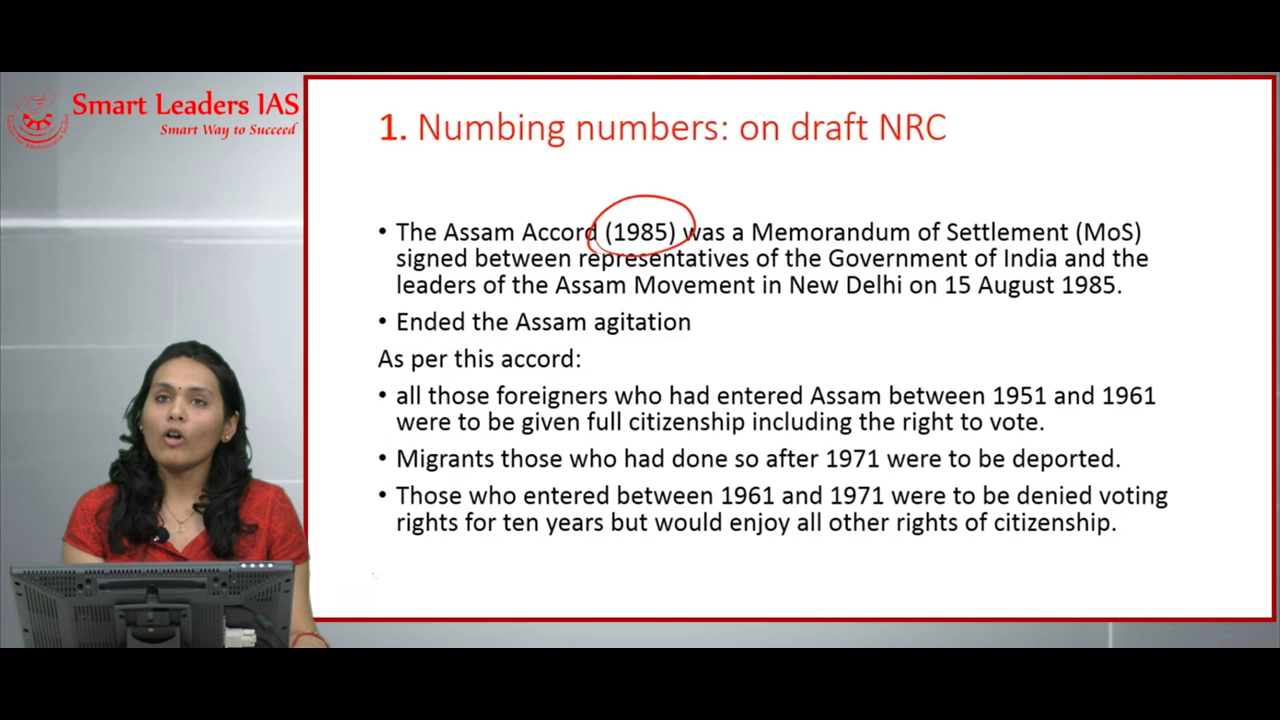 Smart Leaders IAS
Smart Way to Succeed
1. Numbing numbers: on draft NRC
• The Assam Accord (1985) was a Memorandum of Settlement (MoS)
signed between representatives of the Government of India and the
leaders of the Assam Movement in New Delhi on 15 August 1985.
• Ended the Assam agitation
As per this accord:
• all those foreigners who had entered Assam between 1951 and 1961
were to be given full citizenship including the right to vote.
• Migrants those who had done so after 1971 were to be deported.
• Those who entered between 1961 and 1971 were to be denied voting
rights for ten years but would enjoy all other rights of citizenship.